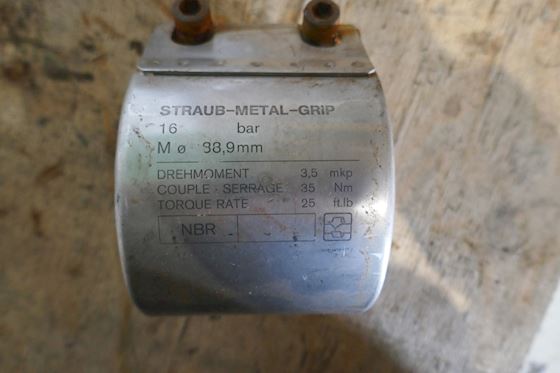 STRAUB-METAL-GRIP
16 bar
M ø 88,9mm
DREHMOMENT 3,5 mkp
COUPLE - SERRAGE 35 Nm
TORQUE RATE 25 ft.lb
NBR